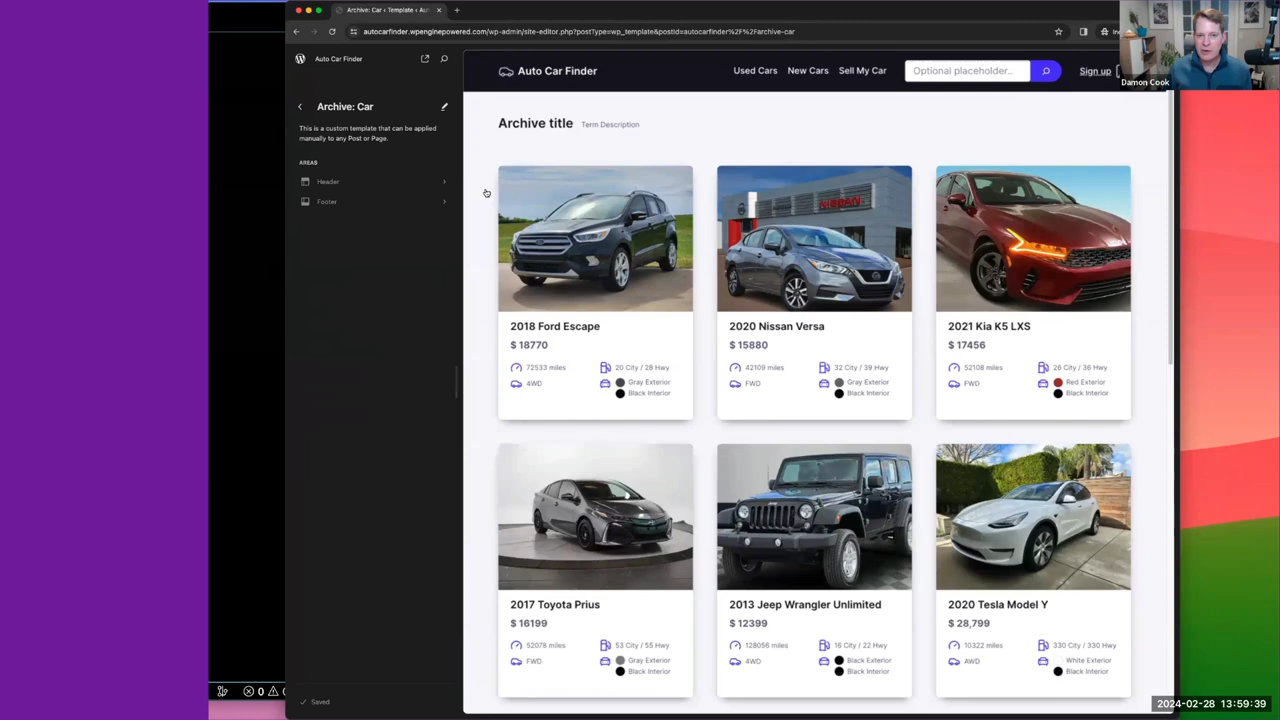 Archive: Car ‹ Template ‹ Aut
autocarfinder.wpenginepowered.com/wp-admin/site-editor.php?postType=wp_template&postId=autocarfinder%2F%2Farchive-car
Damon Cook
Auto Car Finder
Archive: Car
This is a custom template that can be applied
manually to any Post or Page.
AREAS
Header
Footer
Saved
Auto Car Finder
Used Cars New Cars Sell My Car
Optional placeholder..
Sign up
Archive title Term Description
NISSAN
2018 Ford Escape
$ 18770
72533 miles 20 City / 28 Hwy
4WD Gray Exterior
Black Interior
2020 Nissan Versa
$ 15880
42109 miles 32 City / 39 Hwy
FWD Gray Exterior
Black Interior
2021 Kia K5 LXS
$ 17456
52108 miles 26 City / 36 Hwy
FWD Red Exterior
Black Interior
2017 Toyota Prius
$ 16199
52078 miles 53 City / 55 Hwy
FWD Gray Exterior
Black Interior
2013 Jeep Wrangler Unlimited
$ 12399
128056 miles 16 City / 22 Hwy
4WD Black Exterior
Black Interior
2020 Tesla Model Y
$ 28,799
10322 miles 330 City / 330 Hwy
AWD White Exterior
Black Interior
0
2024-02-28 13:59:39